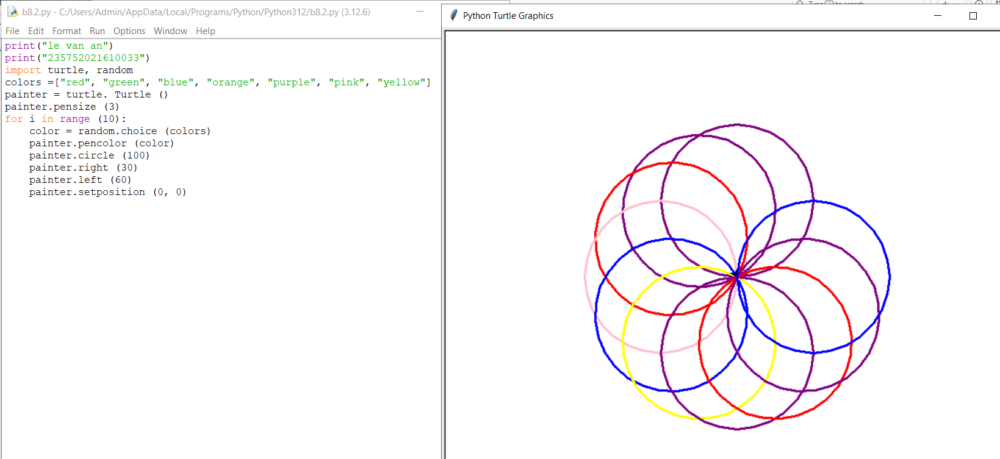 b8.2.py - C:/Users/Admin/AppData/Local/Programs/Python/Python312/b8.2.py (3.12.6)
File Edit Format Run Options Window Help
print("le van an")
print("235752021610033")
import turtle, random
colors =["red", "green", "blue", "orange", "purple", "pink", "yellow"]
painter = turtle. Turtle ()
painter.pensize (3)
for i in range (10):
    color = random.choice (colors)
    painter.pencolor (color)
    painter.circle (100)
    painter.right (30)
    painter.left (60)
    painter.setposition (0, 0)
Type / to search
Python Turtle Graphics